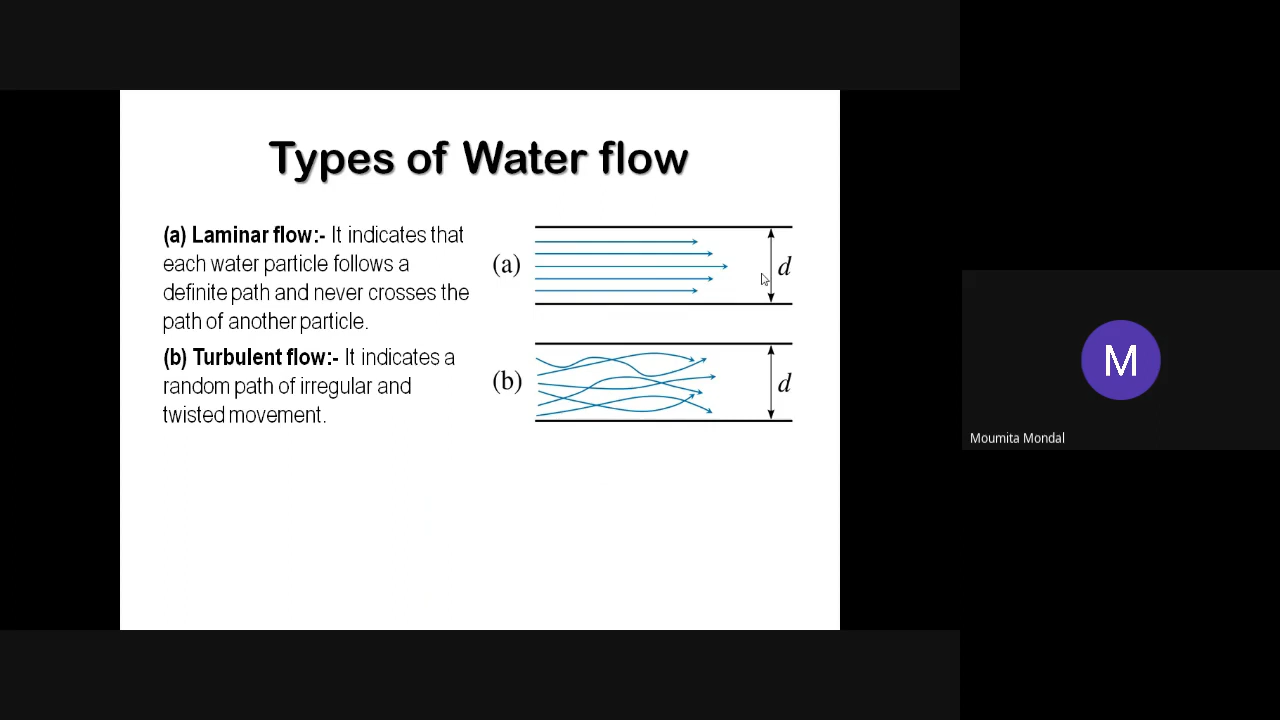 Types of Water flow
(a) Laminar flow:- It indicates that
each water particle follows a
definite path and never crosses the
path of another particle.
(b) Turbulent flow:- It indicates a
random path of irregular and
twisted movement.
(a)
d
(b)
d
M
Moumita Mondal